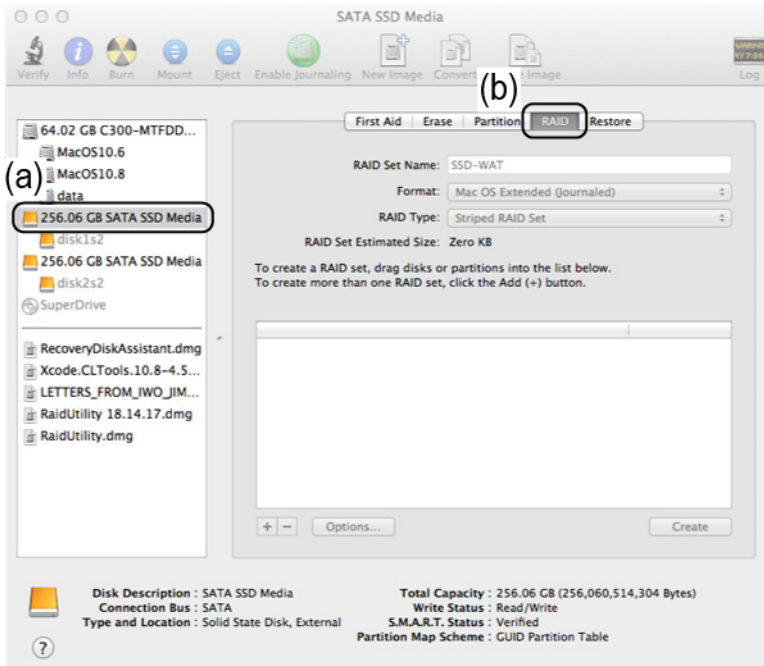 SATA SSD Media
Verify Info Burn Mount Eject Enable Journaling New Image Convert Image Log
(b)
First Aid Erase Partition RAID Restore
64.02 GB C300-MTFDD...
MacOS10.6
MacOS10.8
(a)
data
256.06 GB SATA SSD Media
disk1s2
256.06 GB SATA SSD Media
disk2s2
SuperDrive
RecoveryDiskAssistant.dmg
Xcode.CLTools.10.8-4.5...
LETTERS_FROM_IWO_JIM...
RaidUtility 18.14.17.dmg
RaidUtility.dmg
RAID Set Name: SSD-WAT
Format: Mac OS Extended (Journaled)
RAID Type: Striped RAID Set
RAID Set Estimated Size: Zero KB
To create a RAID set, drag disks or partitions into the list below.
To create more than one RAID set, click the Add (+) button.
+ − Options... Create
Disk Description : SATA SSD Media
Connection Bus : SATA
Type and Location : Solid State Disk, External
Total Capacity : 256.06 GB (256,060,514,304 Bytes)
Write Status : Read/Write
S.M.A.R.T. Status : Verified
Partition Map Scheme : GUID Partition Table
?